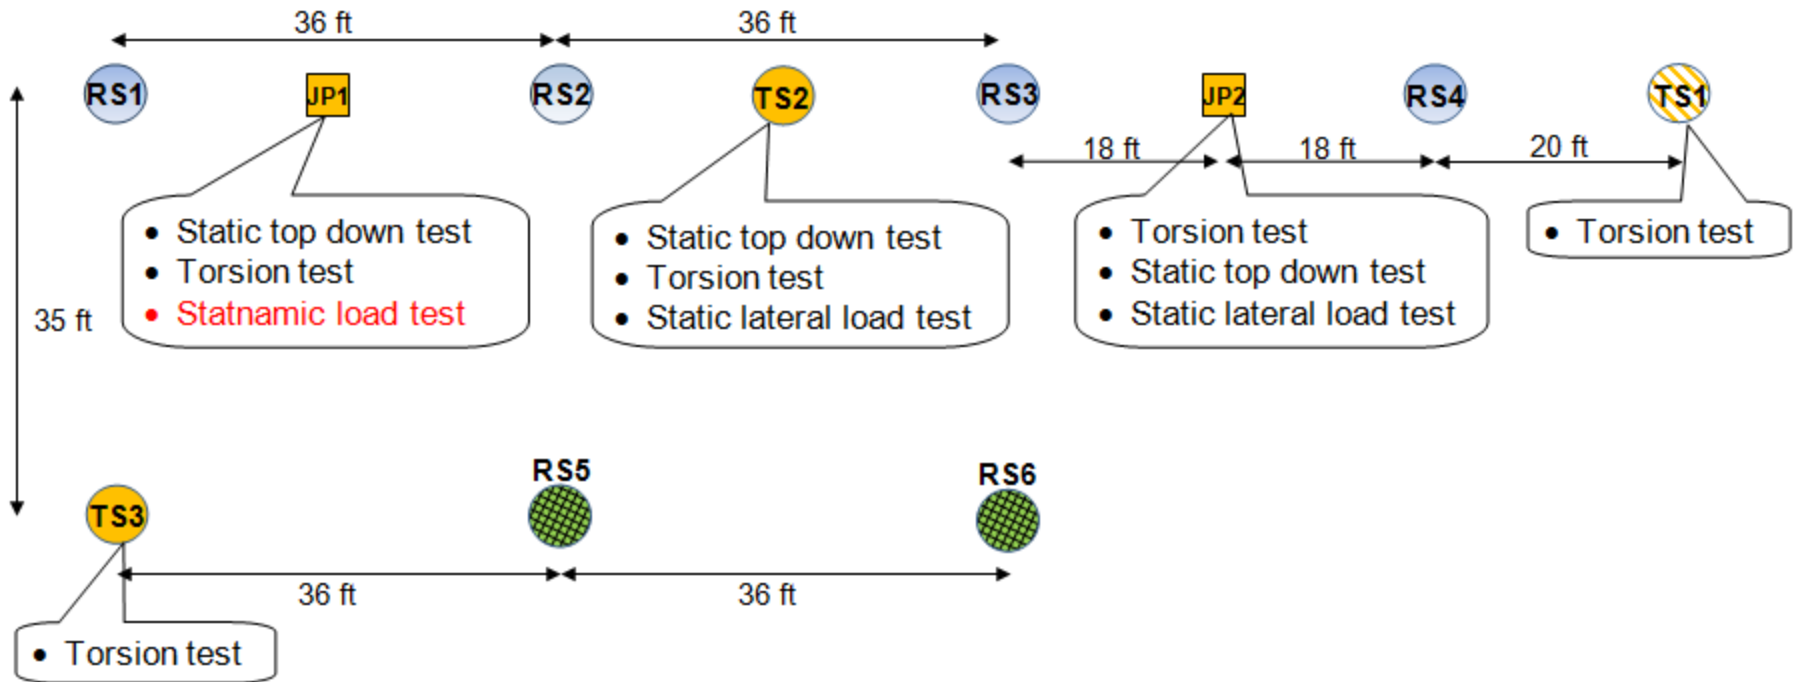 36 ft
36 ft
RS1
JP1
RS2
TS2
RS3
JP2
RS4
TS1
18 ft
18 ft
20 ft
• Static top down test
• Torsion test
• Statnamic load test
• Static top down test
• Torsion test
• Static lateral load test
• Torsion test
• Static top down test
• Static lateral load test
• Torsion test
35 ft
RS5
RS6
TS3
36 ft
36 ft
• Torsion test